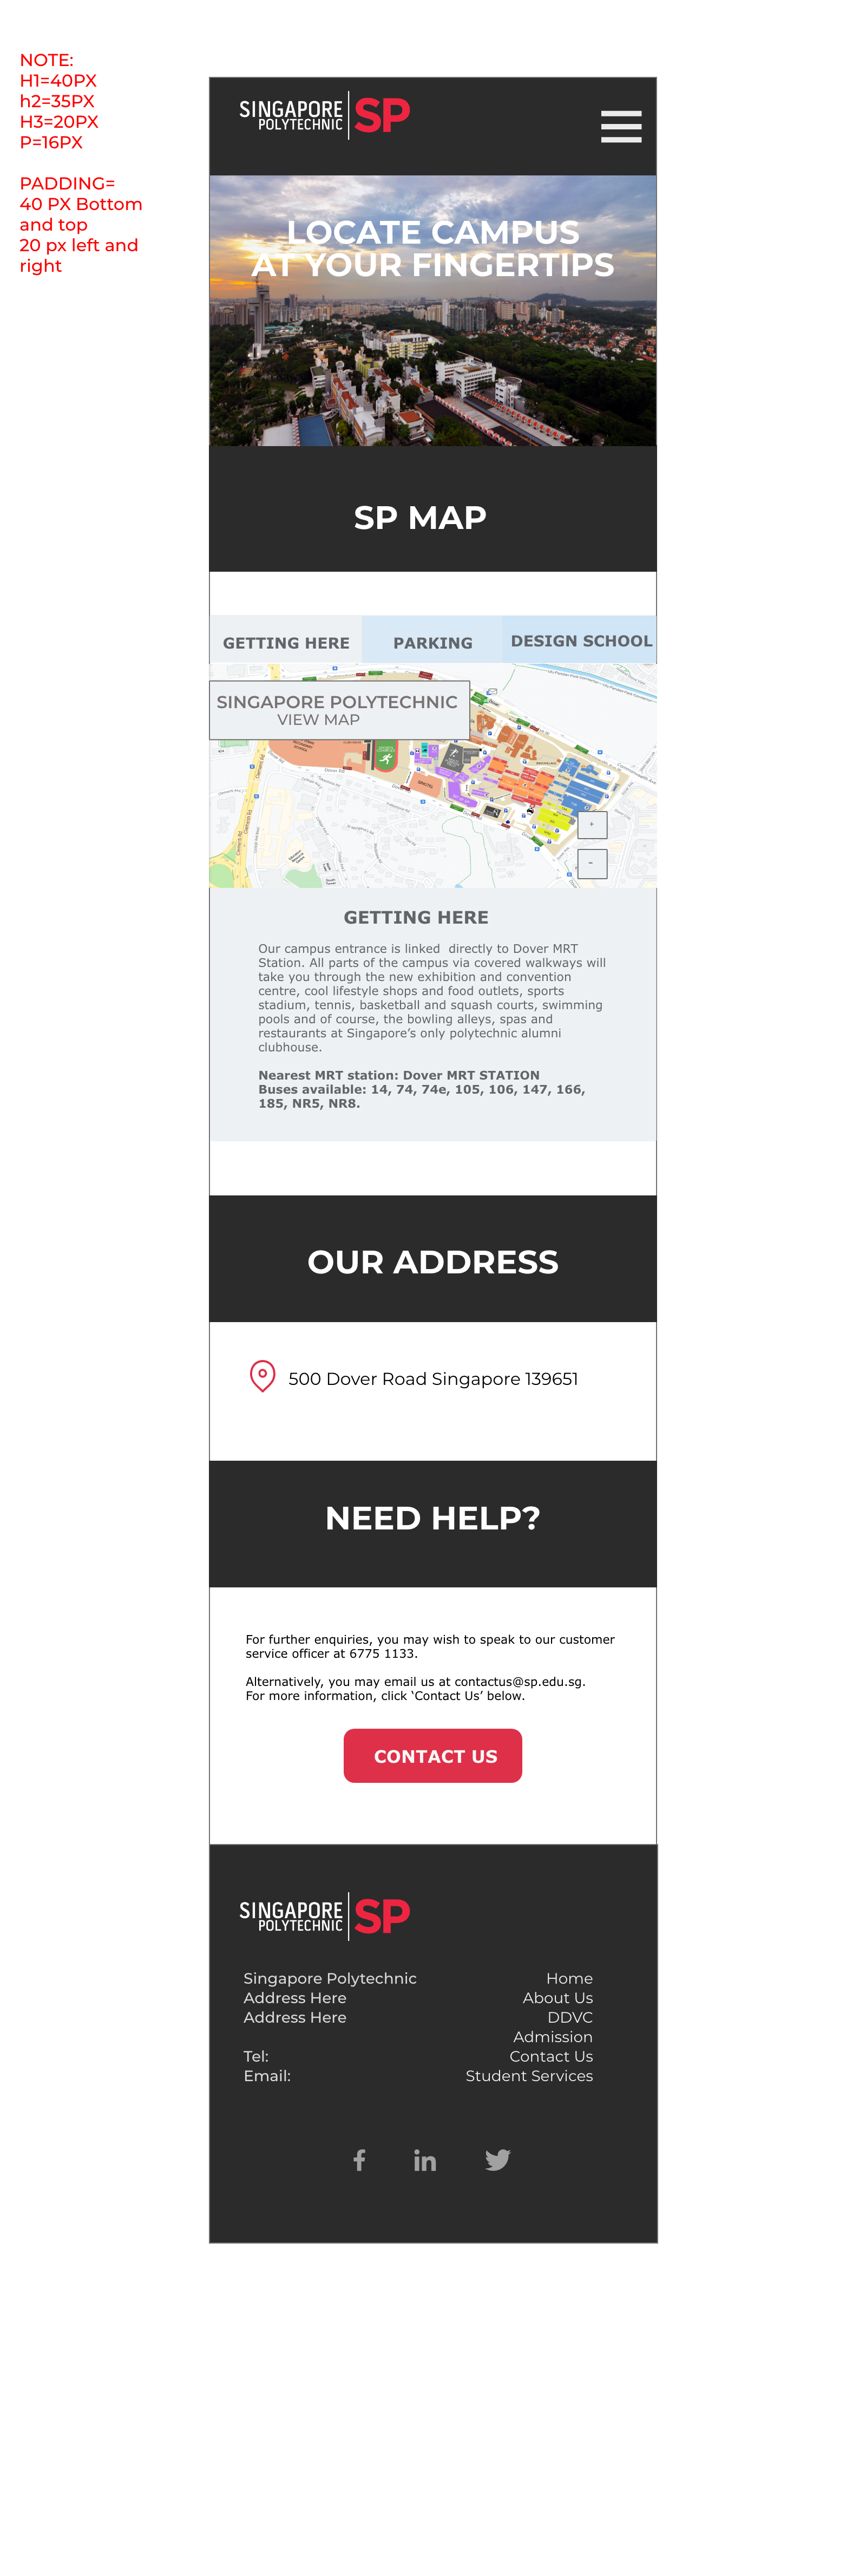 NOTE:
H1=40PX
h2=35PX
H3=20PX
P=16PX
PADDING=
40 PX Bottom
and top
20 px left and
right
SINGAPORE
POLYTECHNIC
SP
LOCATE CAMPUS
AT YOUR FINGERTIPS
SP MAP
GETTING HERE
PARKING
DESIGN SCHOOL
SINGAPORE POLYTECHNIC
VIEW MAP
+
-
GETTING HERE
Our campus entrance is linked  directly to Dover MRT
Station. All parts of the campus via covered walkways will
take you through the new exhibition and convention
centre, cool lifestyle shops and food outlets, sports
stadium, tennis, basketball and squash courts, swimming
pools and of course, the bowling alleys, spas and
restaurants at Singapore’s only polytechnic alumni
clubhouse.
Nearest MRT station: Dover MRT STATION
Buses available: 14, 74, 74e, 105, 106, 147, 166,
185, NR5, NR8.
OUR ADDRESS
500 Dover Road Singapore 139651
NEED HELP?
For further enquiries, you may wish to speak to our customer
service officer at 6775 1133.
Alternatively, you may email us at contactus@sp.edu.sg.
For more information, click ‘Contact Us’ below.
CONTACT US
SINGAPORE
POLYTECHNIC
SP
Singapore Polytechnic
Address Here
Address Here
Tel:
Email:
Home
About Us
DDVC
Admission
Contact Us
Student Services